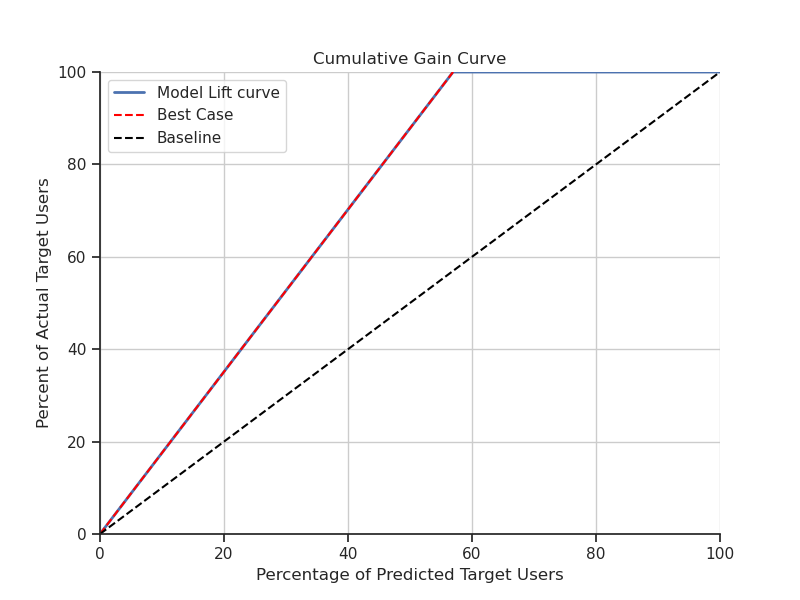 Cumulative Gain Curve
Model Lift curve
Best Case
Baseline
100
80
60
40
20
0
Percent of Actual Target Users
0 20 40 60 80 100
Percentage of Predicted Target Users